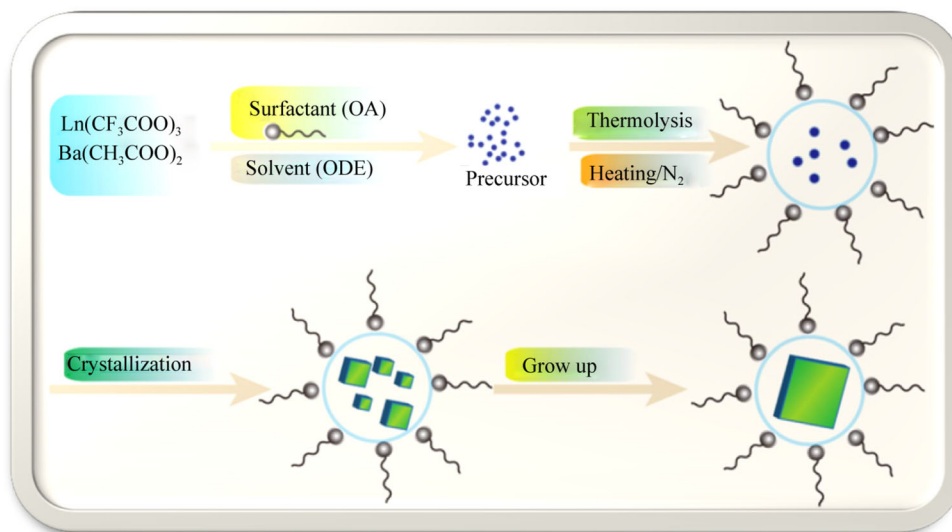 Ln(CF₃COO)₃
Ba(CH₃COO)₂
Surfactant (OA)
Solvent (ODE)
Precursor
Thermolysis
Heating/N₂
Crystallization
Grow up